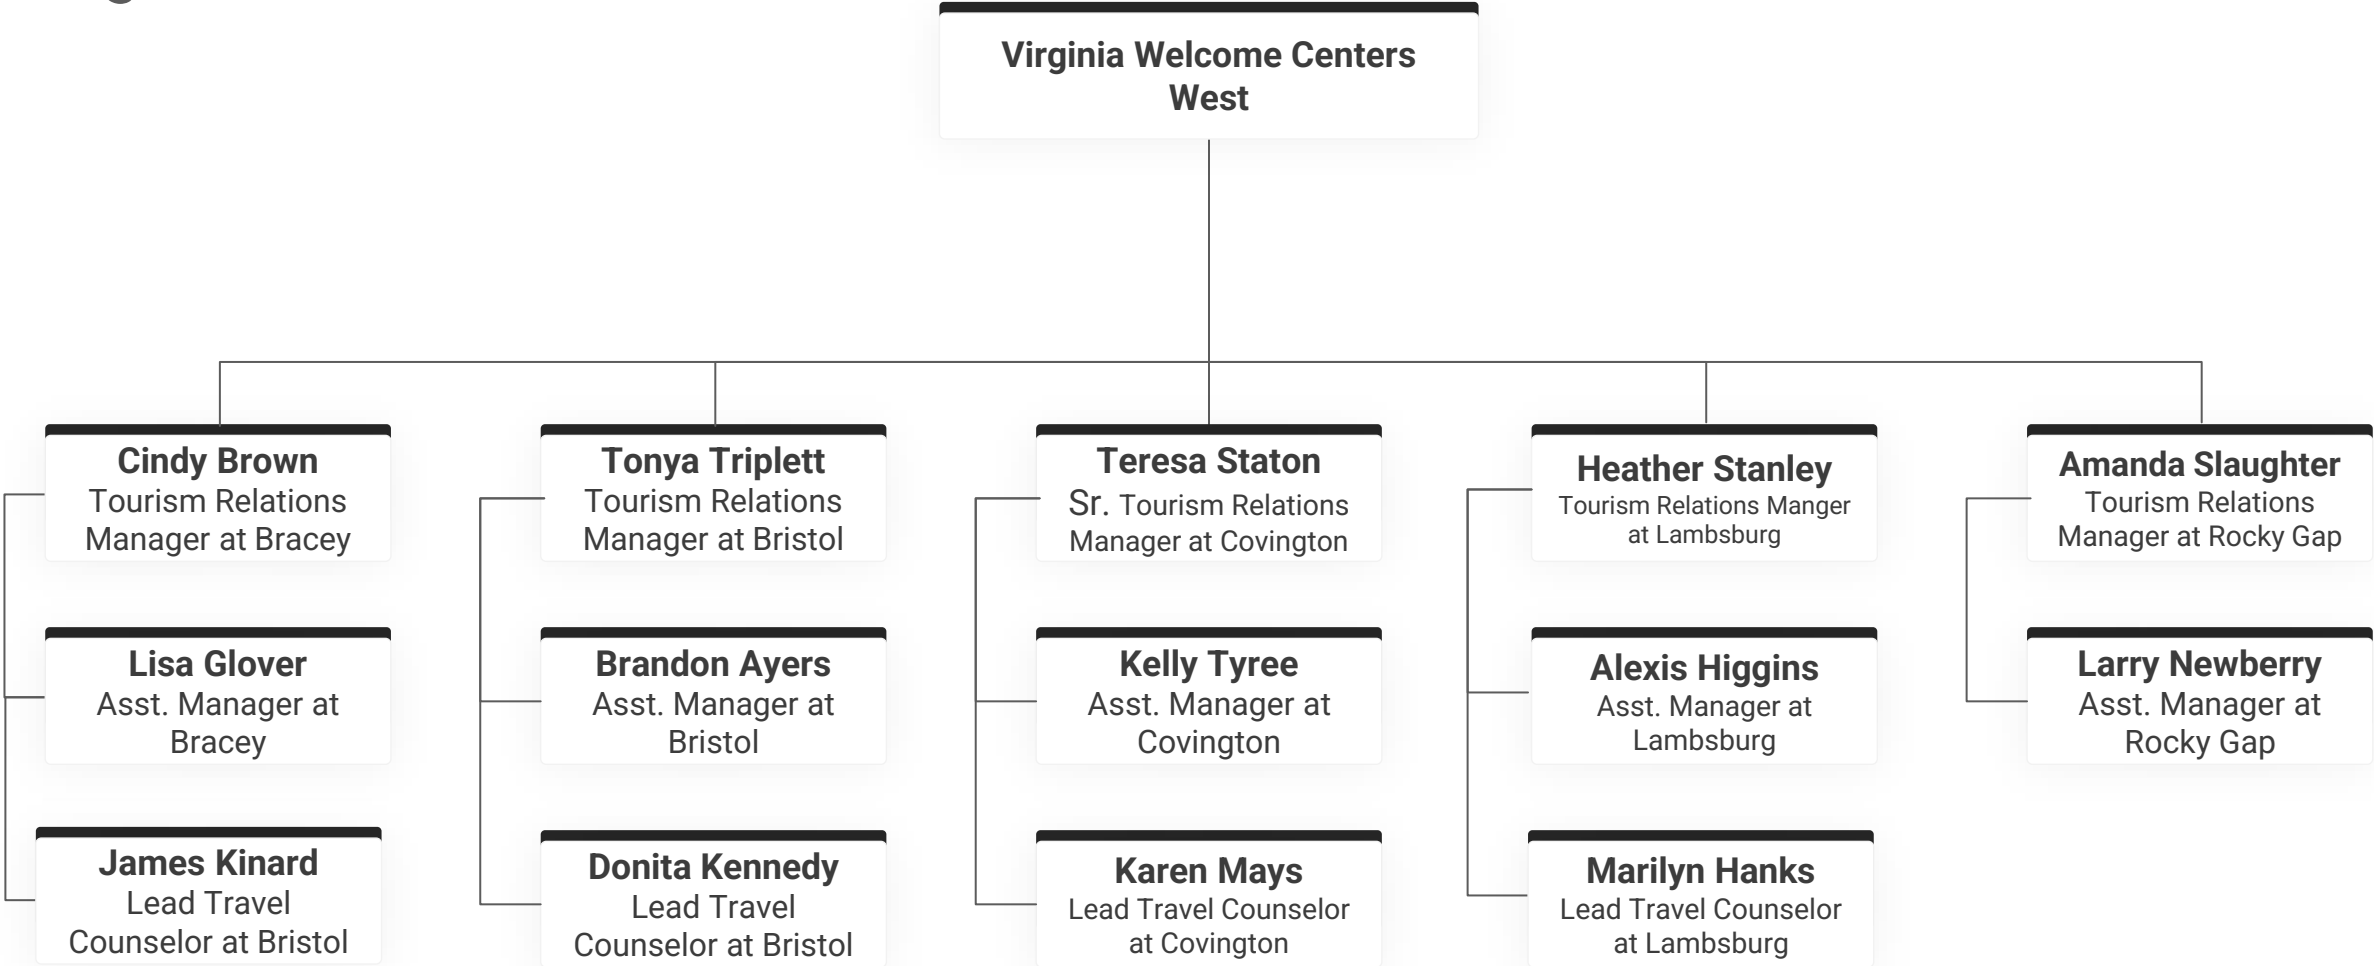 Virginia Welcome Centers
West
Cindy Brown
Tourism Relations
Manager at Bracey
Tonya Triplett
Tourism Relations
Manager at Bristol
Teresa Staton
Sr. Tourism Relations
Manager at Covington
Heather Stanley
Tourism Relations Manger
at Lambsburg
Amanda Slaughter
Tourism Relations
Manager at Rocky Gap
Lisa Glover
Asst. Manager at
Bracey
Brandon Ayers
Asst. Manager at
Bristol
Kelly Tyree
Asst. Manager at
Covington
Alexis Higgins
Asst. Manager at
Lambsburg
Larry Newberry
Asst. Manager at
Rocky Gap
James Kinard
Lead Travel
Counselor at Bristol
Donita Kennedy
Lead Travel
Counselor at Bristol
Karen Mays
Lead Travel Counselor
at Covington
Marilyn Hanks
Lead Travel Counselor
at Lambsburg